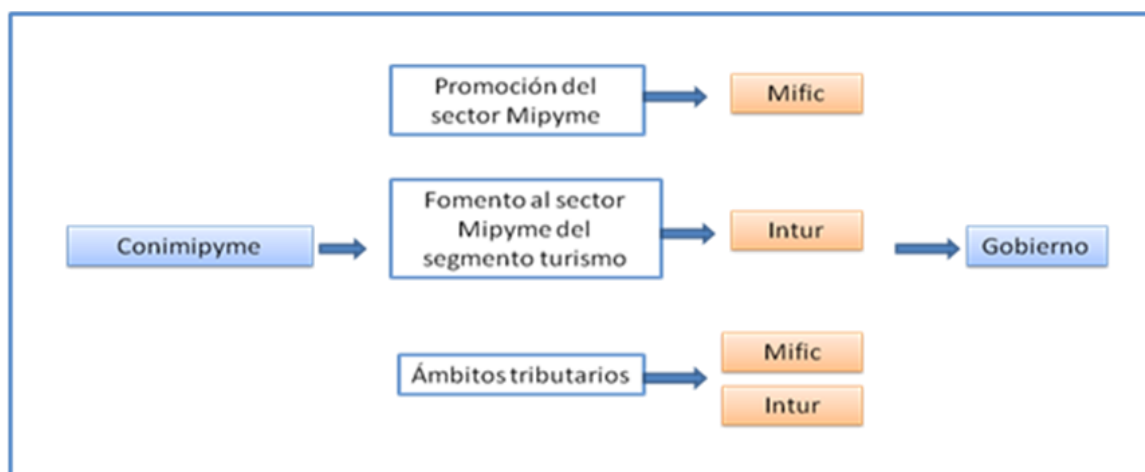 Promoción del
sector Mipyme
Mific
Conimipyme
Fomento al sector
Mipyme del
segmento turismo
Intur
Gobierno
Ámbitos tributarios
Mific
Intur